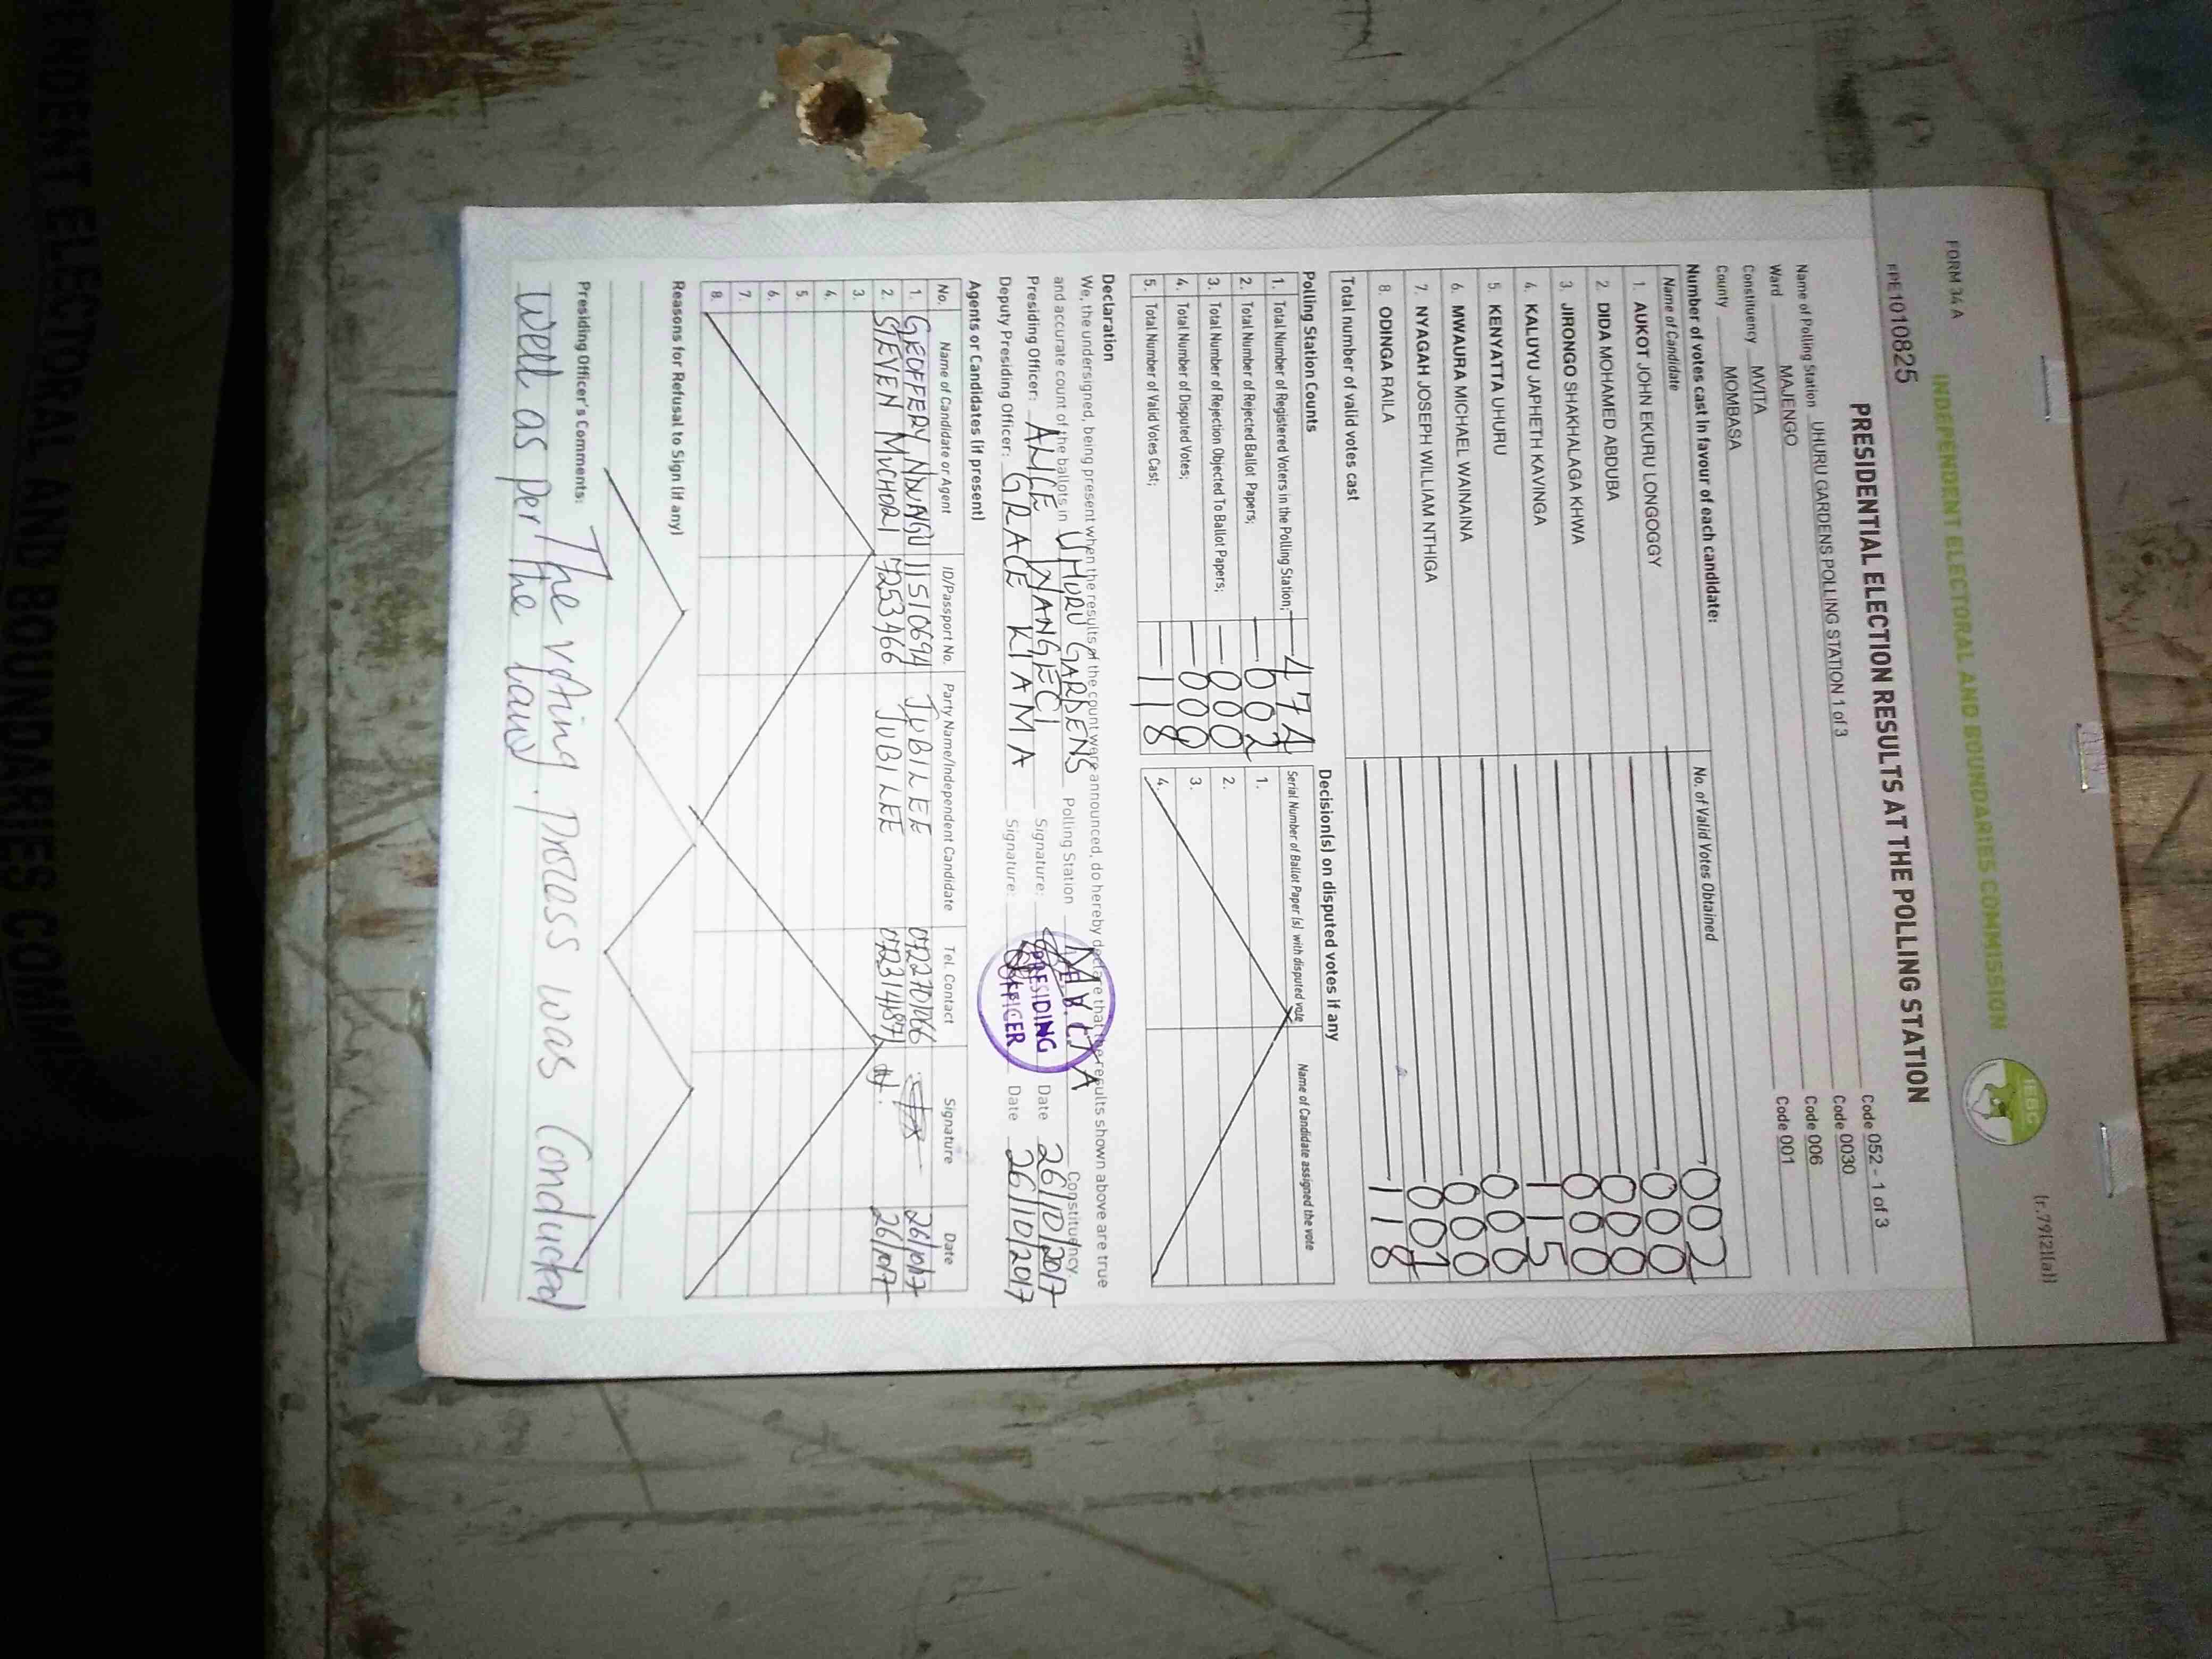 FORM 34 A
(r.79(2)(a))
INDEPENDENT ELECTORAL AND BOUNDARIES COMMISSION
IEBC
PRESIDENTIAL ELECTION RESULTS AT THE POLLING STATION
Name of Polling Station UHURU GARDENS POLLING STATION 1 of 3 Code 052 - 1 of 3
Ward MAJENGO Code 0030
Constituency MVITA Code 006
County MOMBASA Code 001
Number of votes cast in favour of each candidate:
Name of Candidate No. of Valid Votes Obtained
1. AUKOT JOHN EKURU LONGOGGY 002
2. DIDA MOHAMED ABDUBA 000
3. JIRONGO SHAKHALAGA KHWA 000
4. KALUYU JAPHETH KAVINGA 000
5. KENYATTA UHURU 115
6. MWAURA MICHAEL WAINAINA 000
7. NYAGAH JOSEPH WILLIAM NTHIGA 000
8. ODINGA RAILA 001
Total number of valid votes cast 118
Polling Station Counts
1. Total Number of Registered Voters in the Polling Station; 474
2. Total Number of Rejected Ballot Papers; 002
3. Total Number of Rejection Objected To Ballot Papers; 000
4. Total Number of Disputed Votes; 000
5. Total Number of Valid Votes Cast; 118
Decision(s) on disputed votes if any
Serial Number of Ballot Paper (s) with disputed vote Name of Candidate assigned the vote
1.
2.
3.
4.
Declaration
We, the undersigned, being present when the results of the count were announced, do hereby declare that the results shown above are true
and accurate count of the ballots in UHURU GARDENS Polling Station MVITA Constituency.
Presiding Officer: ALICE WANGECI Signature: Date 26/10/2017
Deputy Presiding Officer: GRACE KIAMA Signature: Date 26/10/2017
PRESIDING
OFFICER
Agents or Candidates (if present)
No. Name of Candidate or Agent ID/Passport No. Party Name/Independent Candidate Tel. Contact Signature Date
1. GEOFFERY 11510694 JUBILEE 0722701066 26/10/17
2. STEVEN MUCHORI 7253466 JUBILEE 26/10/17
3.
4.
5.
6.
7.
8.
Reasons for Refusal to Sign (if any)
Presiding Officer's Comments: The voting process was Conducted
well as per the law.